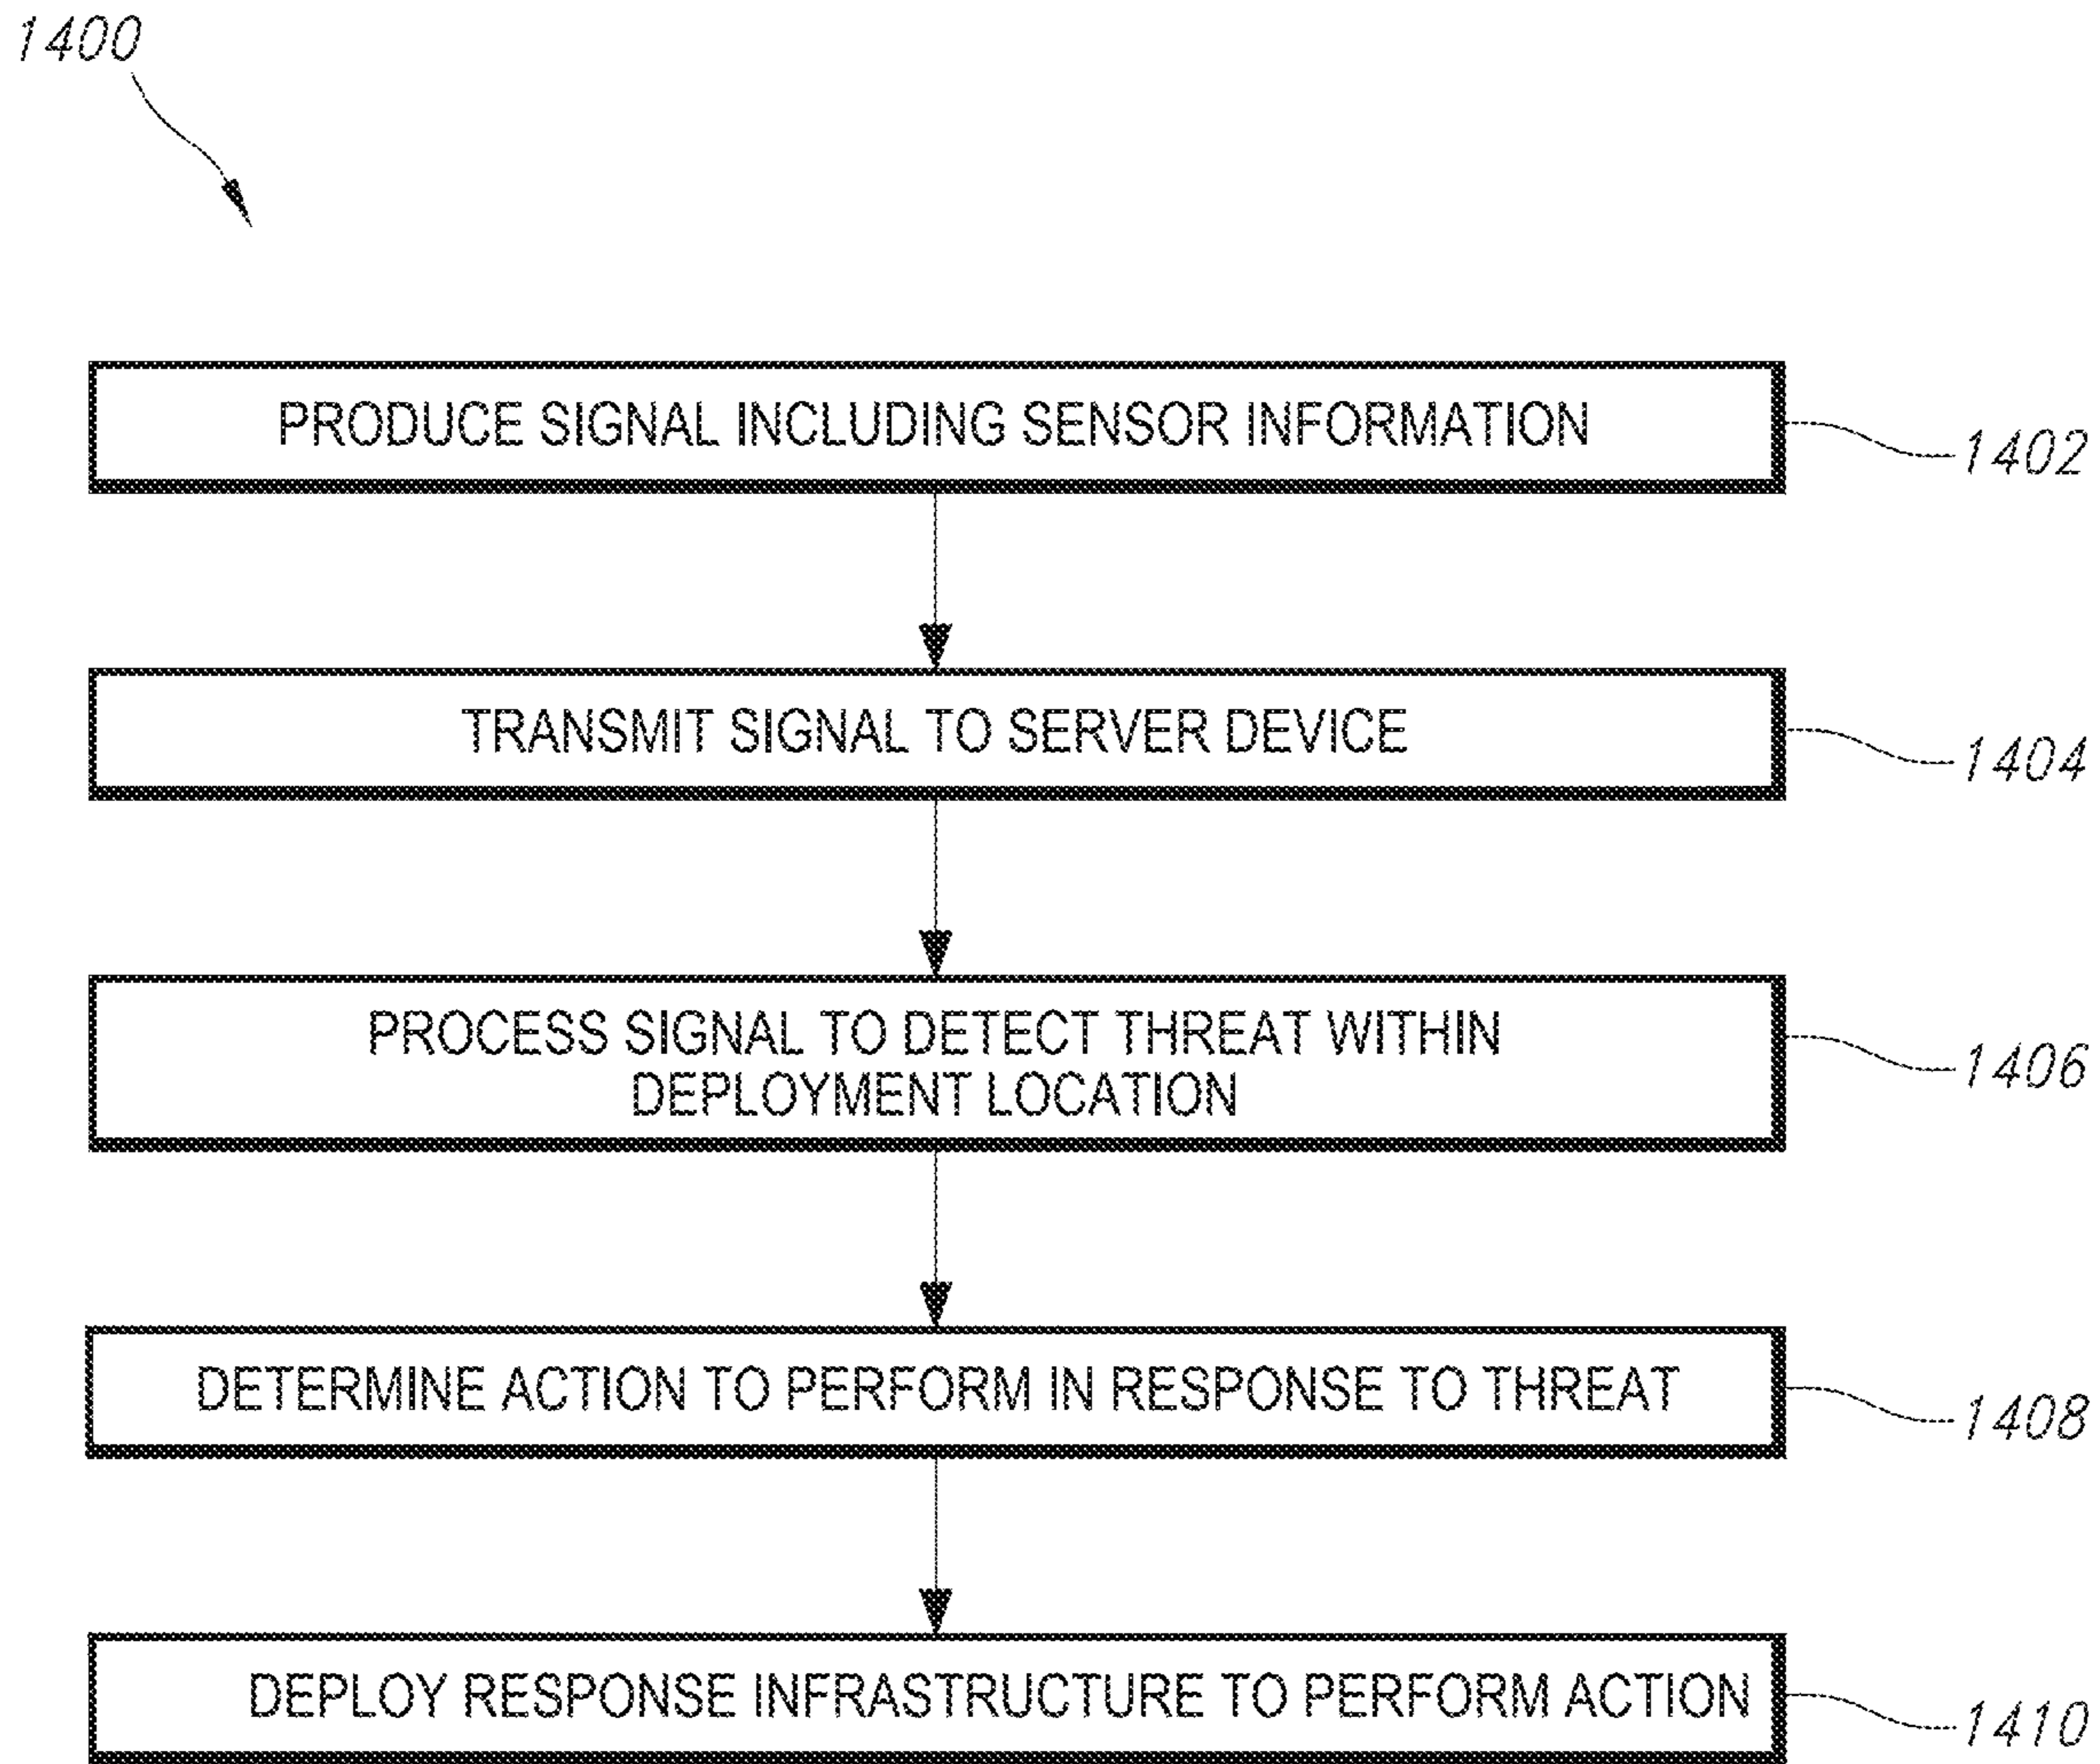 1400
PRODUCE SIGNAL INCLUDING SENSOR INFORMATION
1402
TRANSMIT SIGNAL TO SERVER DEVICE
1404
PROCESS SIGNAL TO DETECT THREAT WITHIN
DEPLOYMENT LOCATION
1406
DETERMINE ACTION TO PERFORM IN RESPONSE TO THREAT
1408
DEPLOY RESPONSE INFRASTRUCTURE TO PERFORM ACTION
1410